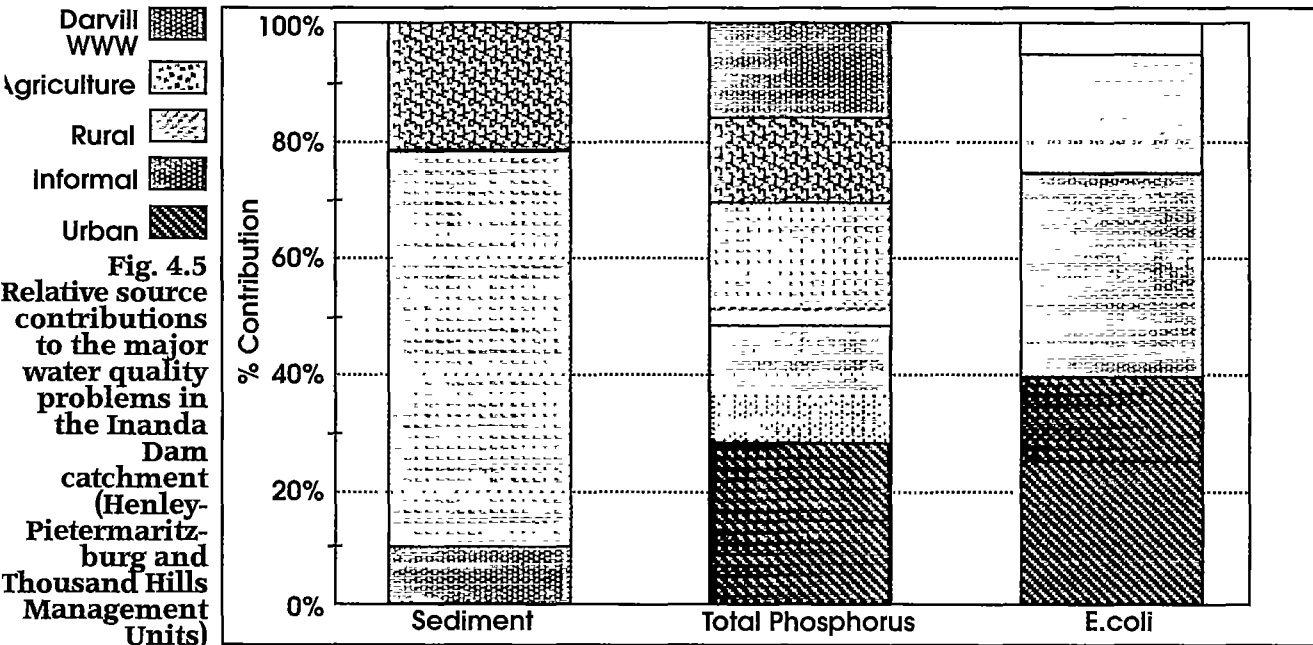 Darvill
WWW
Agriculture
Rural
Informal
Urban
Fig. 4.5
Relative source
contributions
to the major
water quality
problems in
the Inanda
Dam
catchment
(Henley-
Pietermaritz-
burg and
Thousand Hills
Management
Units)
% Contribution
100%
80%
60%
40%
20%
0%
Sediment
Total Phosphorus
E.coli